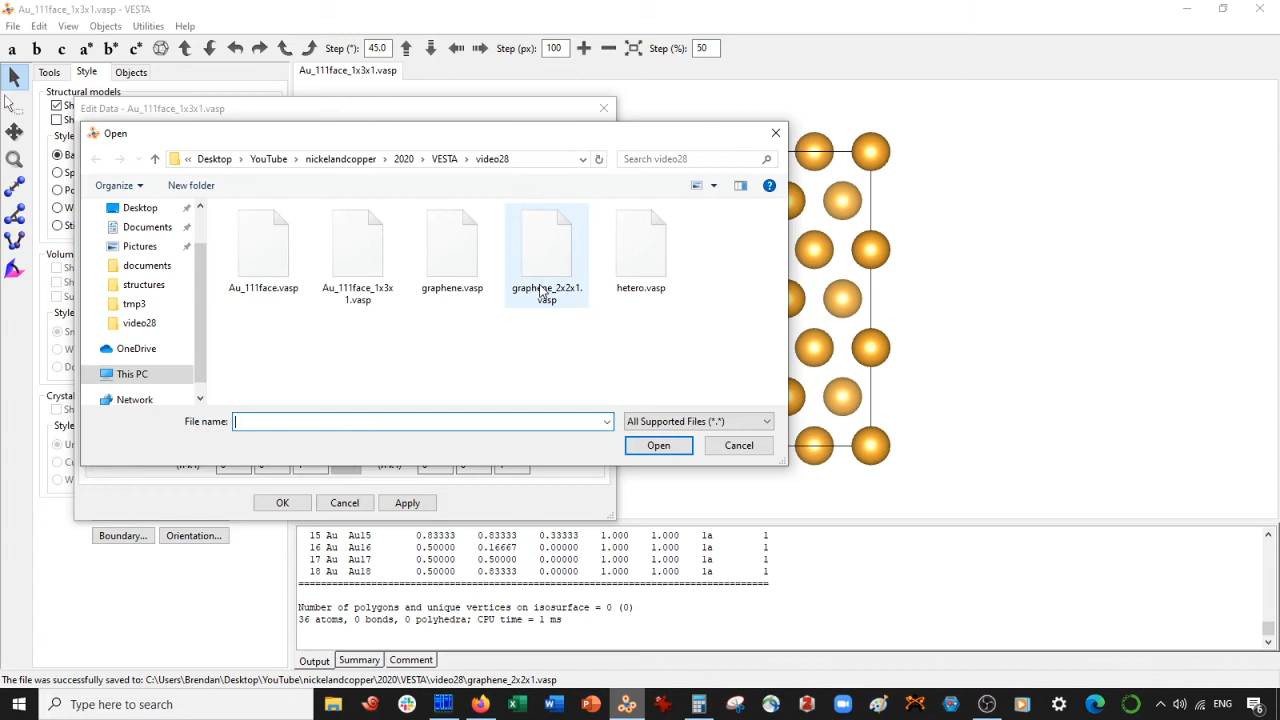 Au_111face_1x3x1.vasp - VESTA
File Edit View Objects Utilities Help
a b c a* b* c* Step (°): 45.0 Step (px): 100 Step (%): 50
Tools Style Objects
Au_111face_1x3x1.vasp
Structural models
Edit Data - Au_111face_1x3x1.vasp
Open
« Desktop › YouTube › nickelandcopper › 2020 › VESTA › video28
Search video28
Organize
New folder
Desktop
Documents
Pictures
documents
structures
tmp3
video28
OneDrive
This PC
Network
Au_111face.vasp
Au_111face_1x3x
1.vasp
graphene.vasp
graphene_2x2x1.
vasp
hetero.vasp
File name:
All Supported Files (*.*)
Open Cancel
OK Cancel Apply
Boundary... Orientation...
15 Au Au15 0.83333 0.83333 0.33333 1.000 1.000 1a 1
16 Au Au16 0.50000 0.16667 0.00000 1.000 1.000 1a 1
17 Au Au17 0.50000 0.50000 0.00000 1.000 1.000 1a 1
18 Au Au18 0.50000 0.83333 0.00000 1.000 1.000 1a 1
================================================================
Number of polygons and unique vertices on isosurface = 0 (0)
36 atoms, 0 bonds, 0 polyhedra; CPU time = 1 ms
Output Summary Comment
The file was successfully saved to: C:\Users\Brendan\Desktop\YouTube\nickelandcopper\2020\VESTA\video28\graphene_2x2x1.vasp
Type here to search
ENG
6